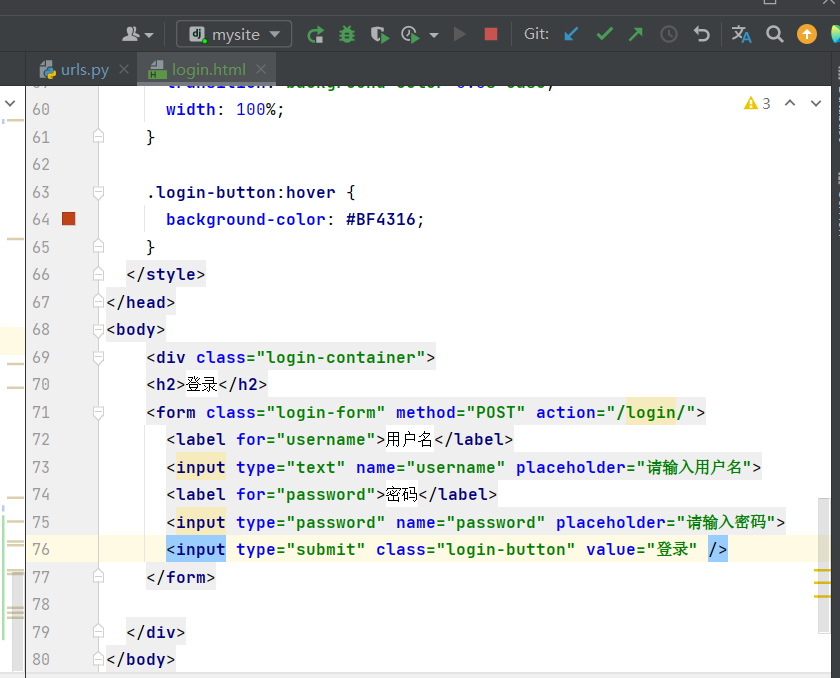 mysite Git:
urls.py login.html
3
60 width: 100%;
61 }
62
63 .login-button:hover {
64 background-color: #BF4316;
65 }
66 </style>
67 </head>
68 <body>
69 <div class="login-container">
70 <h2>登录</h2>
71 <form class="login-form" method="POST" action="/login/">
72 <label for="username">用户名</label>
73 <input type="text" name="username" placeholder="请输入用户名">
74 <label for="password">密码</label>
75 <input type="password" name="password" placeholder="请输入密码">
76 <input type="submit" class="login-button" value="登录" />
77 </form>
78
79 </div>
80 </body>